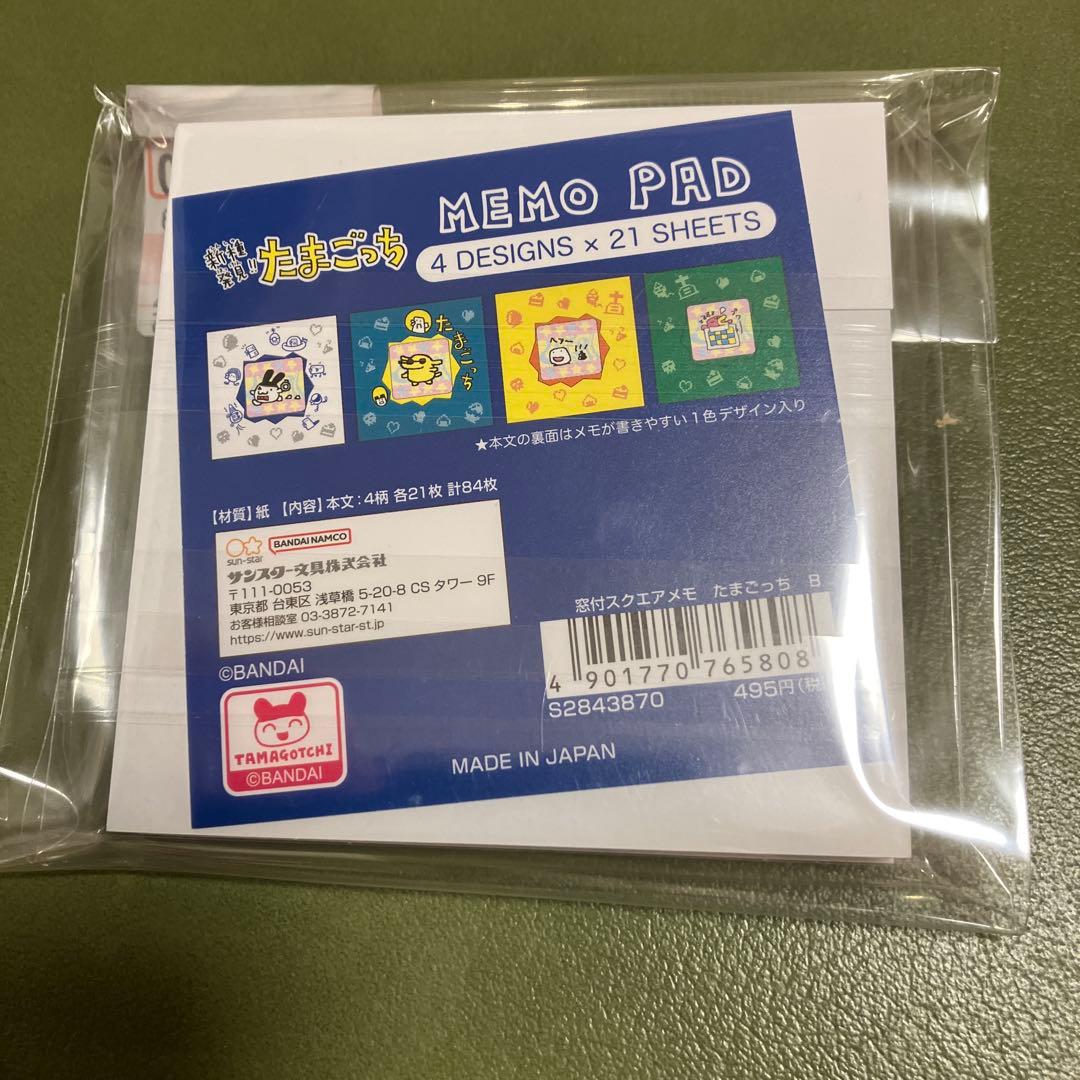 MEMO PAD
4 DESIGNS × 21 SHEETS
新種
発見!!
たまごっち
たまごっち
★本文の裏面はメモが書きやすい1色デザイン入り
【材質】紙 【内容】本文:4柄 各21枚 計84枚
sun-star
BANDAI NAMCO
サンスター文具株式会社
〒111-0053
東京都 台東区 浅草橋 5-20-8 CS タワー 9F
お客様相談室 03-3872-7141
https://www.sun-star-st.jp
©BANDAI
窓付スクエアメモ たまごっち B
4 901770 765808
S2843870 495円(税
TAMAGOTCHI
©BANDAI
MADE IN JAPAN